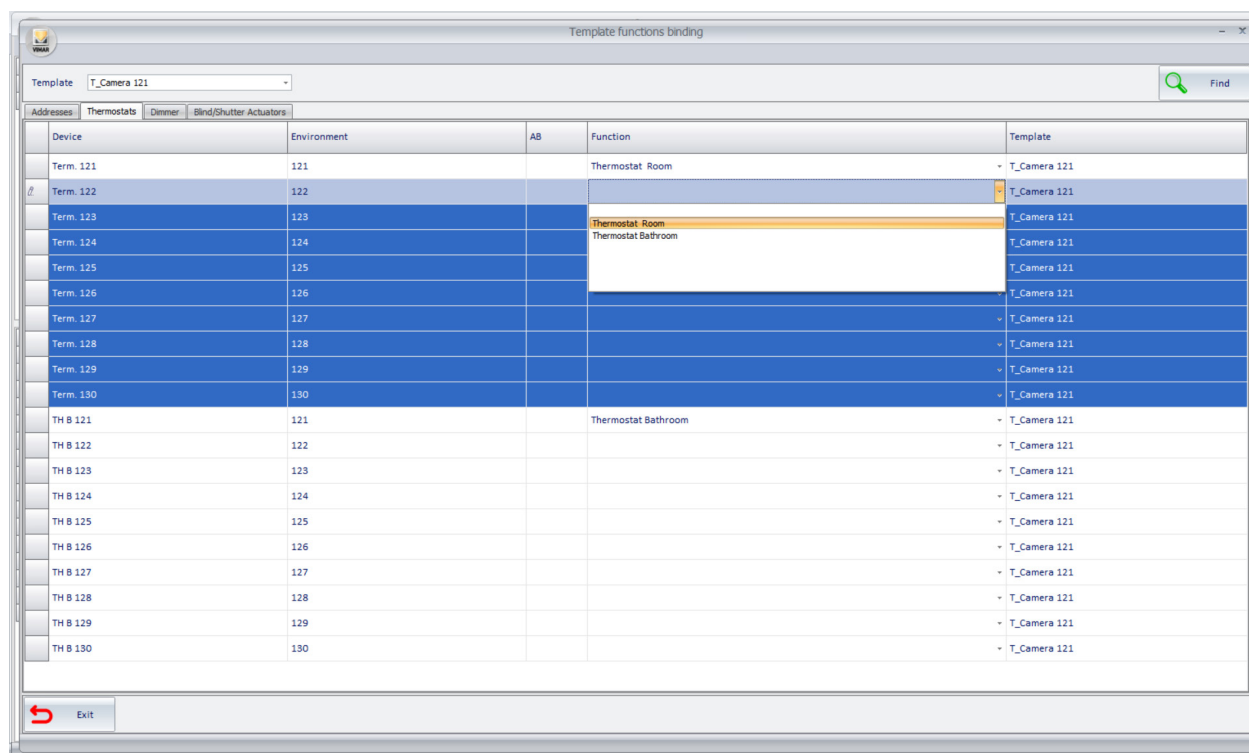 Template functions binding
VIMAR
Template T_Camera 121 Find
Addresses Thermostats Dimmer Blind/Shutter Actuators
Device Environment AB Function Template
Term. 121 121 Thermostat Room T_Camera 121
Term. 122 122 T_Camera 121
Term. 123 123 T_Camera 121
Thermostat Room
Term. 124 124 Thermostat Bathroom T_Camera 121
Term. 125 125 T_Camera 121
Term. 126 126 T_Camera 121
Term. 127 127 T_Camera 121
Term. 128 128 T_Camera 121
Term. 129 129 T_Camera 121
Term. 130 130 T_Camera 121
TH B 121 121 Thermostat Bathroom T_Camera 121
TH B 122 122 T_Camera 121
TH B 123 123 T_Camera 121
TH B 124 124 T_Camera 121
TH B 125 125 T_Camera 121
TH B 126 126 T_Camera 121
TH B 127 127 T_Camera 121
TH B 128 128 T_Camera 121
TH B 129 129 T_Camera 121
TH B 130 130 T_Camera 121
Exit